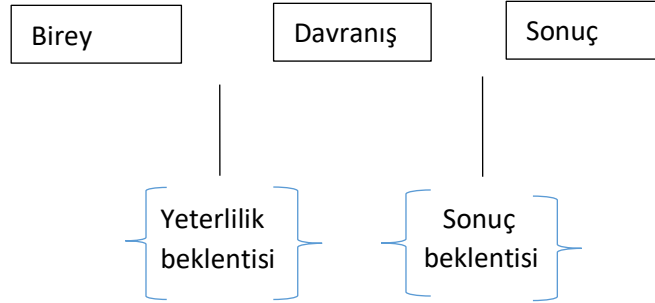 Birey
Davranış
Sonuç
Yeterlilik
beklentisi
Sonuç
beklentisi